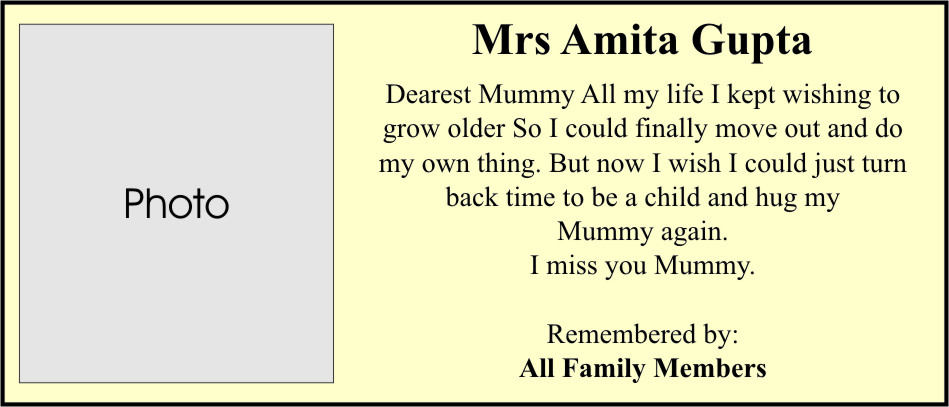 Photo
Mrs Amita Gupta
Dearest Mummy All my life I kept wishing to
grow older So I could finally move out and do
my own thing. But now I wish I could just turn
back time to be a child and hug my
Mummy again.
I miss you Mummy.
Remembered by:
All Family Members